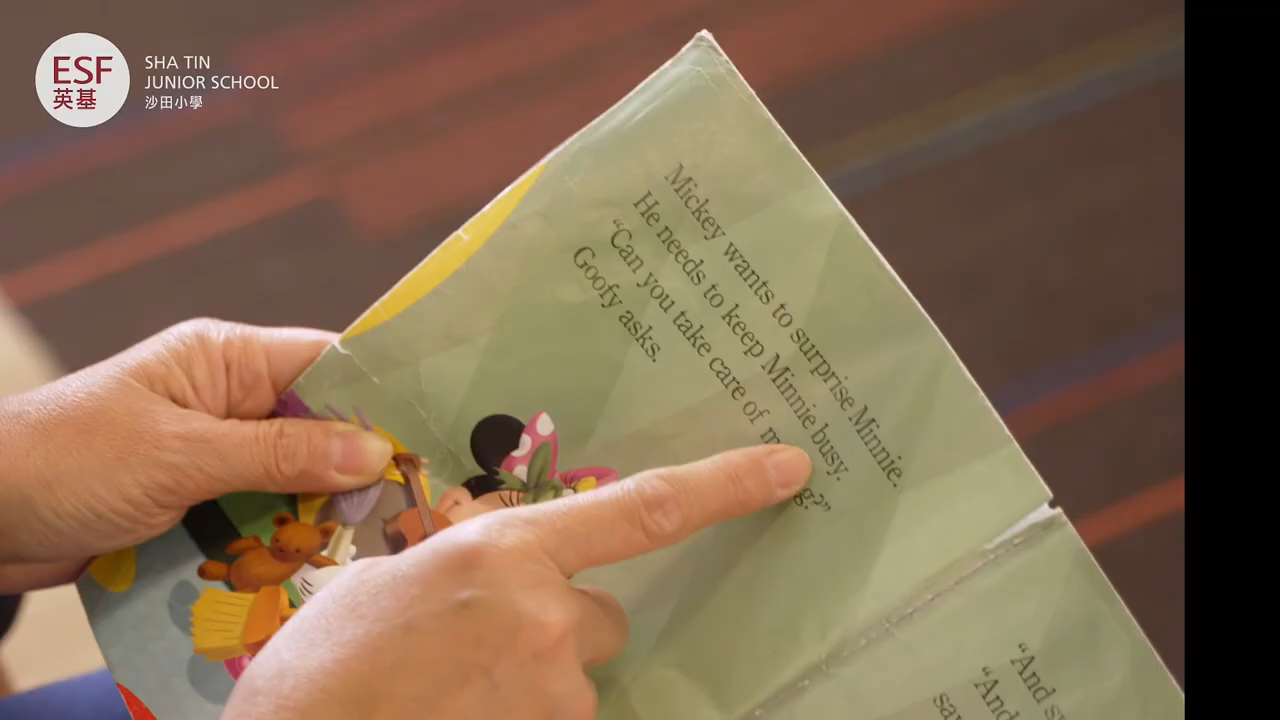 ESF
英基
SHA TIN
JUNIOR SCHOOL
沙田小學
Mickey wants to surprise Minnie.
He needs to keep Minnie busy.
“Can you take care of m g?”
Goofy asks.
“And
“And